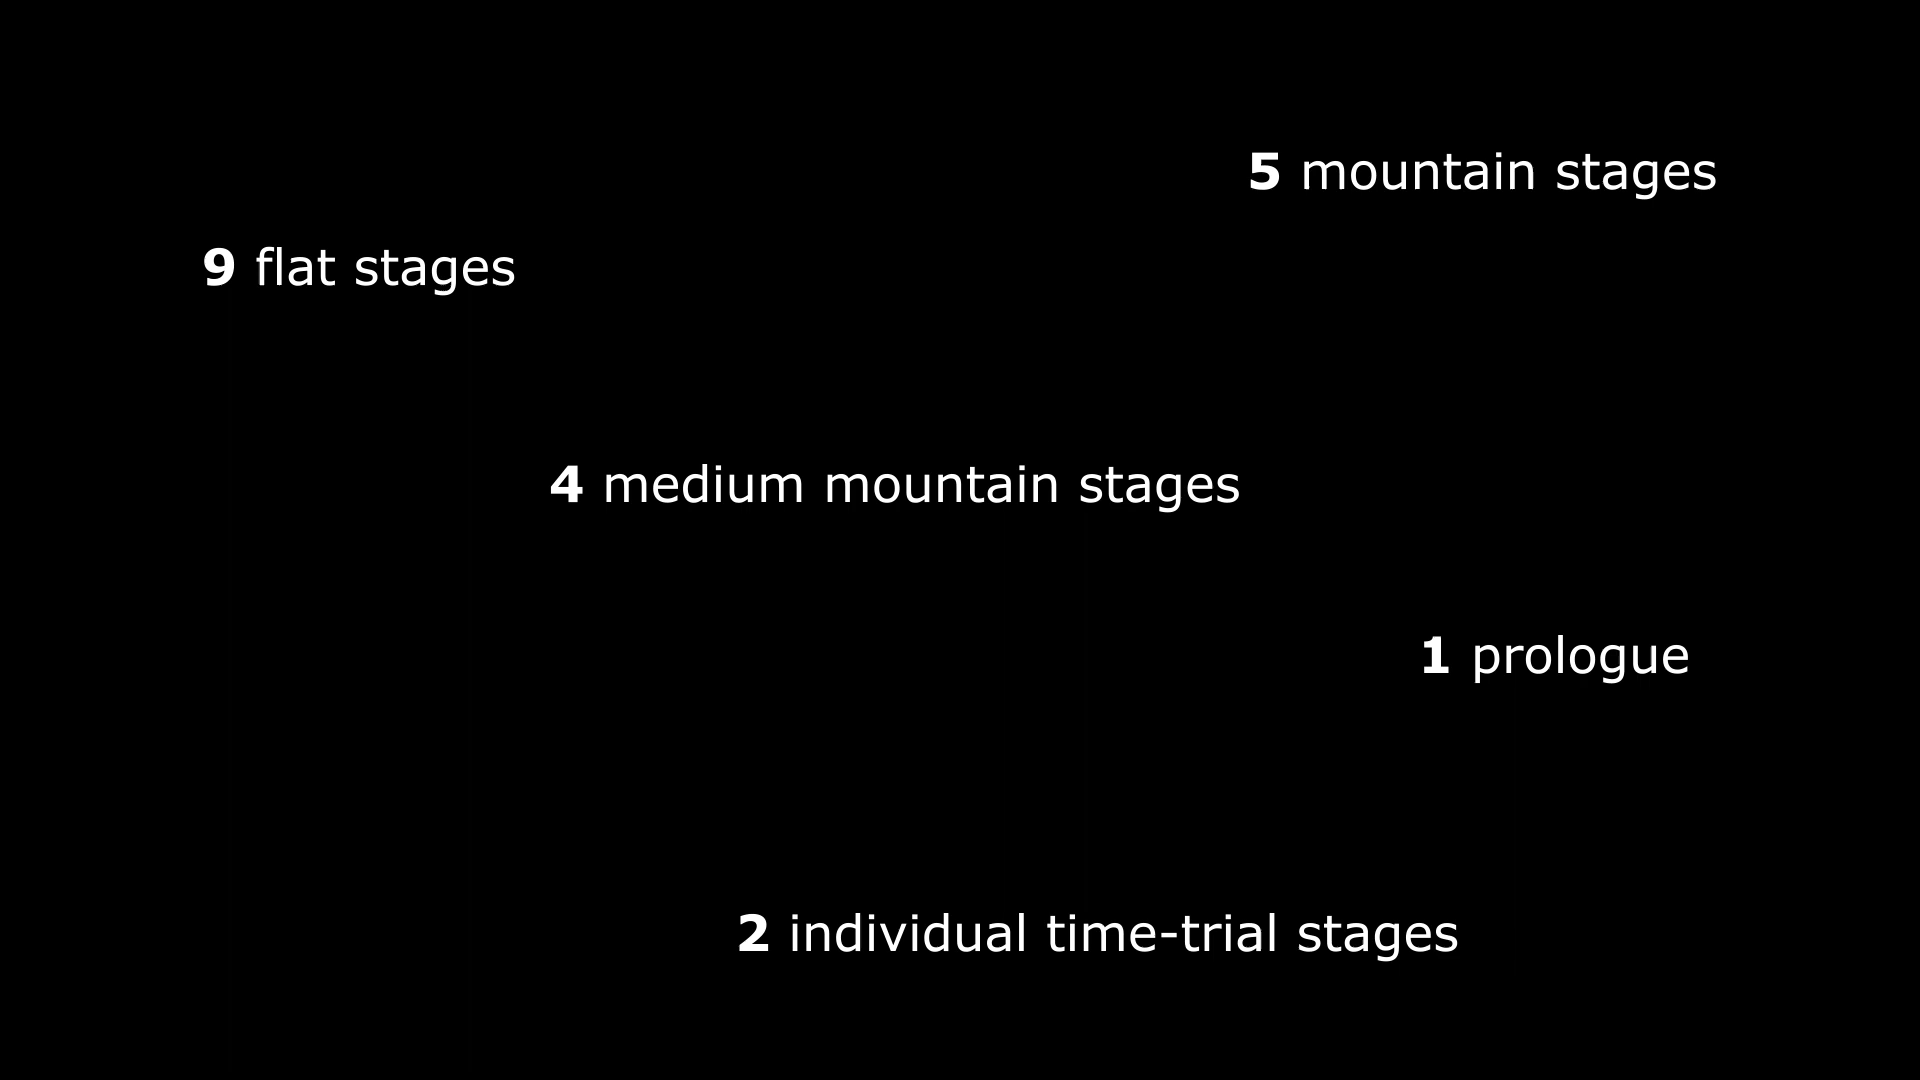 5 mountain stages
9 flat stages
4 medium mountain stages
1 prologue
2 individual time-trial stages